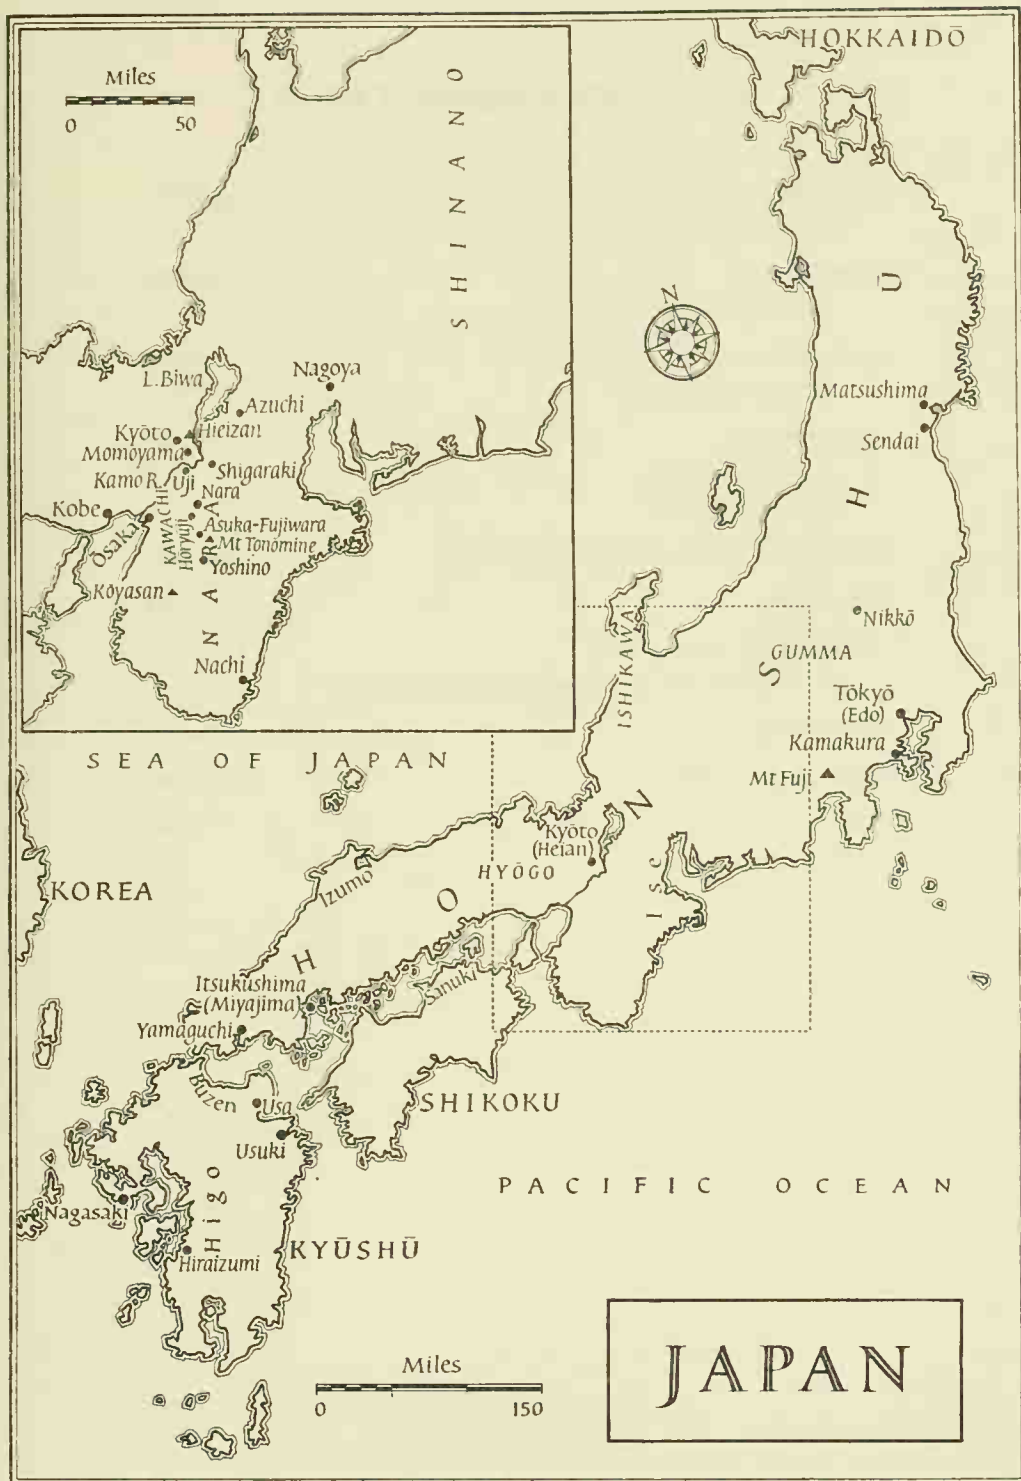 HOKKAIDŌ
Miles
0 50
SHINANO
L. Biwa
Nagoya
Azuchi
Kyōto
Hieizan
Momoyama
Kamo R.
Uji
Shigaraki
Nara
Kobe
Ōsaka
KAWACHI
Hōryūji
Asuka-Fujiwara
Mt Tōnomine
Yoshino
Kōyasan
NARA
Nachi
N
HONSHŪ
Matsushima
Sendai
Nikkō
GUMMA
ISHIKAWA
Tōkyō
(Edo)
Kamakura
Mt Fuji
SEA OF JAPAN
KOREA
Kyōto
(Heian)
HYŌGO
Izumo
Ise
Itsukushima
(Miyajima)
Sanuki
Yamaguchi
Buzen
Usa
SHIKOKU
Usuki
PACIFIC OCEAN
Nagasaki
Higo
Hiraizumi
KYŪSHŪ
Miles
0 150
JAPAN